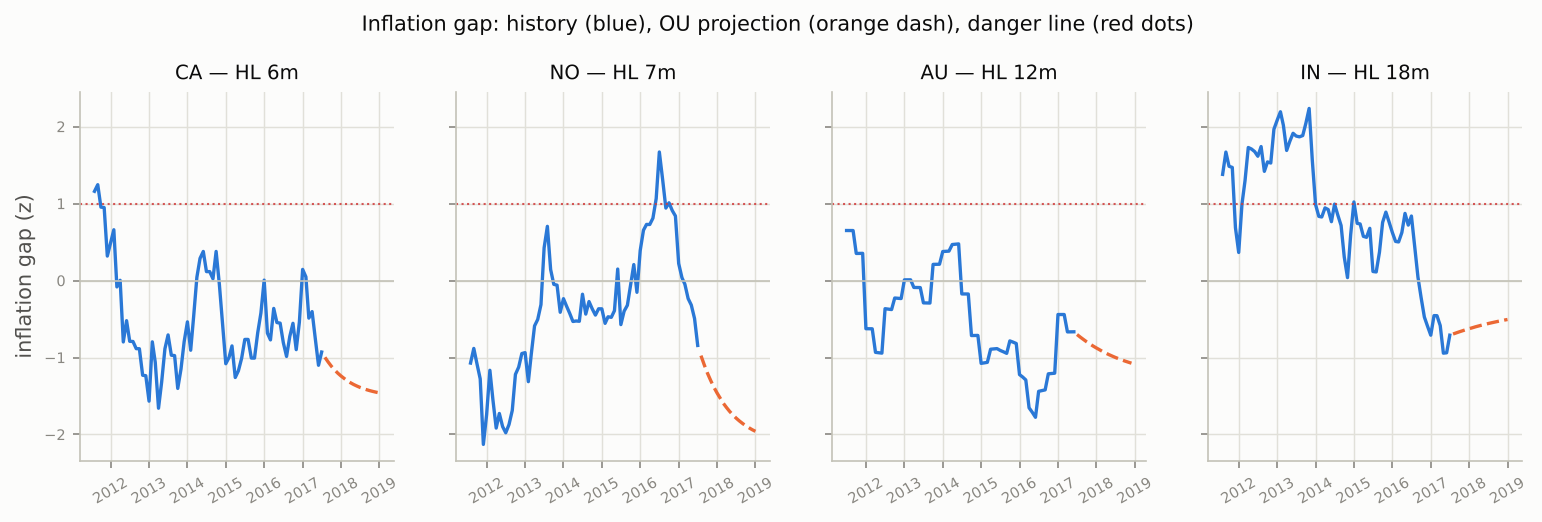 Inflation gap: history (blue), OU projection (orange dash), danger line (red dots)
CA — HL 6m
NO — HL 7m
AU — HL 12m
IN — HL 18m
inflation gap (z)
2
1
0
−1
−2
2012 2013 2014 2015 2016 2017 2018 2019
2012 2013 2014 2015 2016 2017 2018 2019
2012 2013 2014 2015 2016 2017 2018 2019
2012 2013 2014 2015 2016 2017 2018 2019